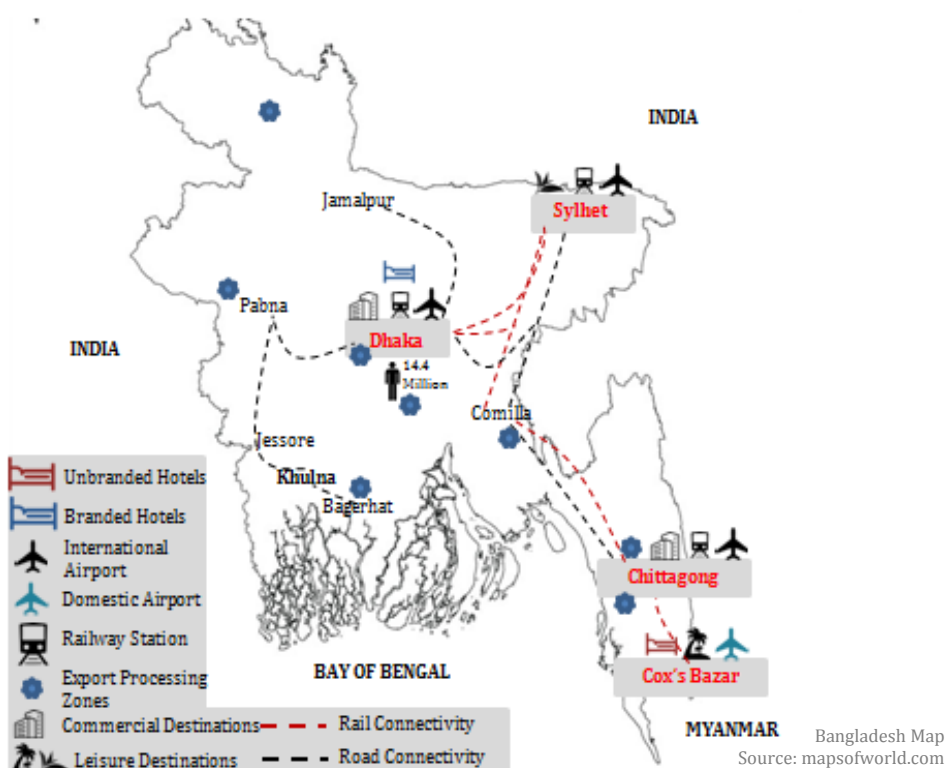 INDIA
Jamalpur
Sylhet
Pabna
Dhaka
INDIA
14.4
Million
Comilla
Jessore
Khulna
Bagerhat
Chittagong
Cox's Bazar
BAY OF BENGAL
MYANMAR
Unbranded Hotels
Branded Hotels
International
Airport
Domestic Airport
Railway Station
Export Processing
Zones
Commercial Destinations
Rail Connectivity
Leisure Destinations
Road Connectivity
Bangladesh Map
Source: mapsofworld.com